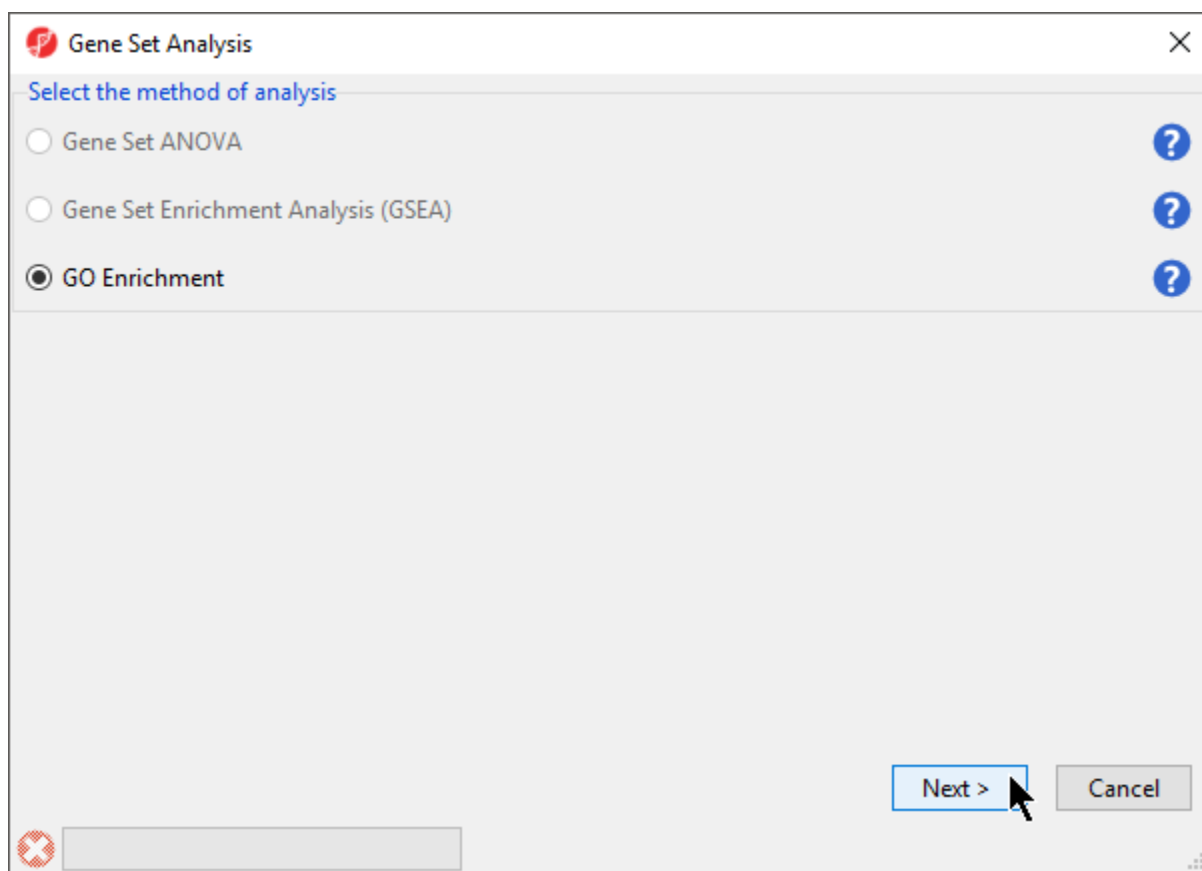 Gene Set Analysis
Select the method of analysis
Gene Set ANOVA
?
Gene Set Enrichment Analysis (GSEA)
?
GO Enrichment
?
Next >
Cancel